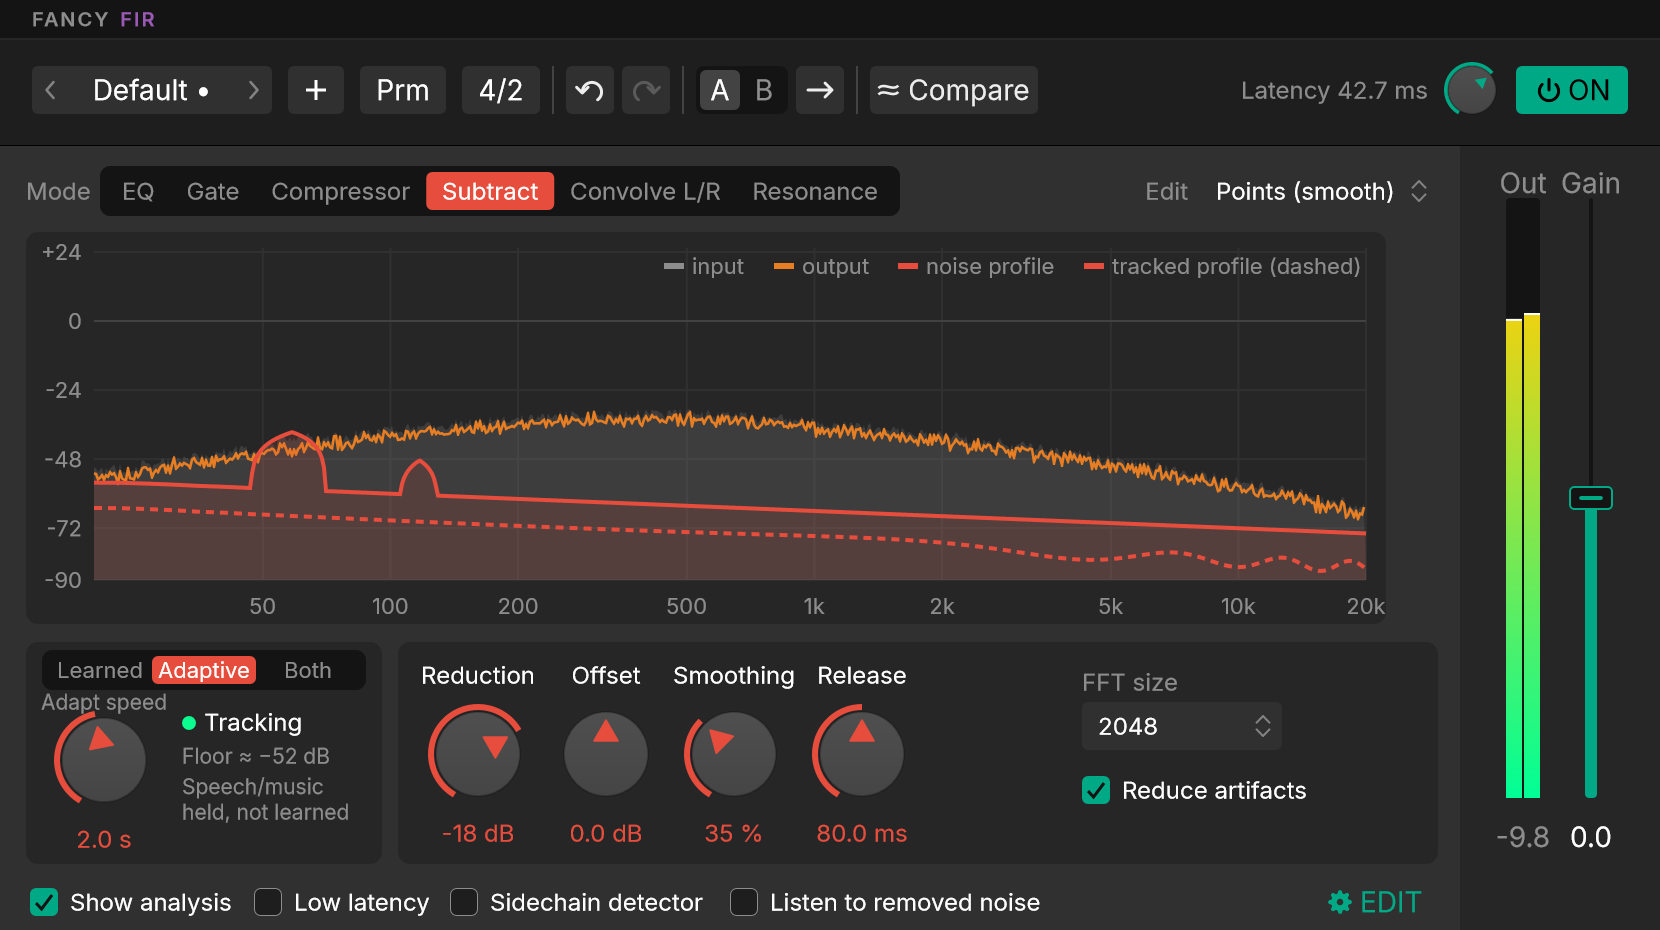 FANCY FIR
Default •
+
Prm
4/2
A B
≈ Compare
Latency 42.7 ms
ON
Mode EQ Gate Compressor Subtract Convolve L/R Resonance
Edit Points (smooth)
Out Gain
+24
0
-24
-48
-72
-90
input output noise profile tracked profile (dashed)
50 100 200 500 1k 2k 5k 10k 20k
Learned Adaptive Both
Adapt speed
Tracking
Floor ≈ −52 dB
Speech/music
held, not learned
2.0 s
Reduction Offset Smoothing Release
-18 dB 0.0 dB 35 % 80.0 ms
FFT size
2048
Reduce artifacts
-9.8 0.0
Show analysis Low latency Sidechain detector Listen to removed noise
EDIT